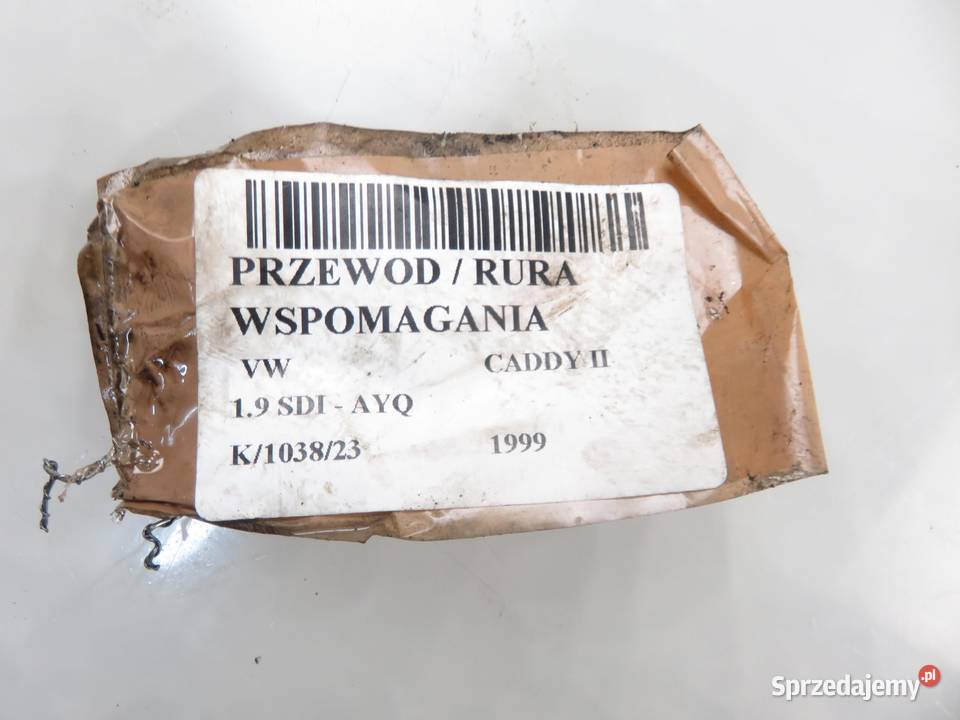 PRZEWOD / RURA
WSPOMAGANIA
VW CADDY II
1.9 SDI - AYQ
K/1038/23 1999
Sprzedajemy.pl